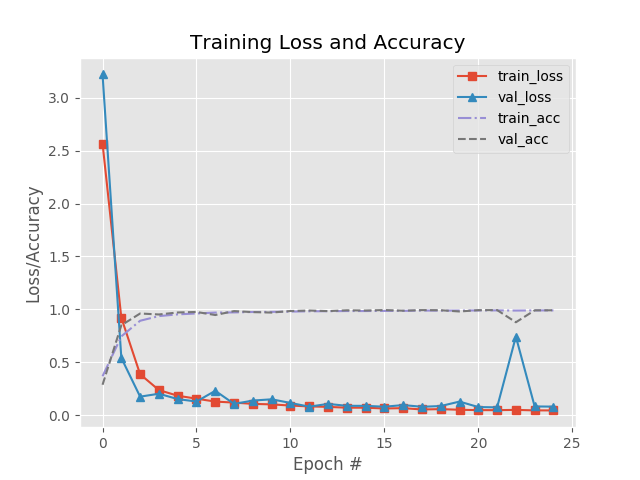 Training Loss and Accuracy
train_loss
val_loss
train_acc
val_acc
3.0
2.5
2.0
1.5
1.0
0.5
0.0
Loss/Accuracy
0 5 10 15 20 25
Epoch #